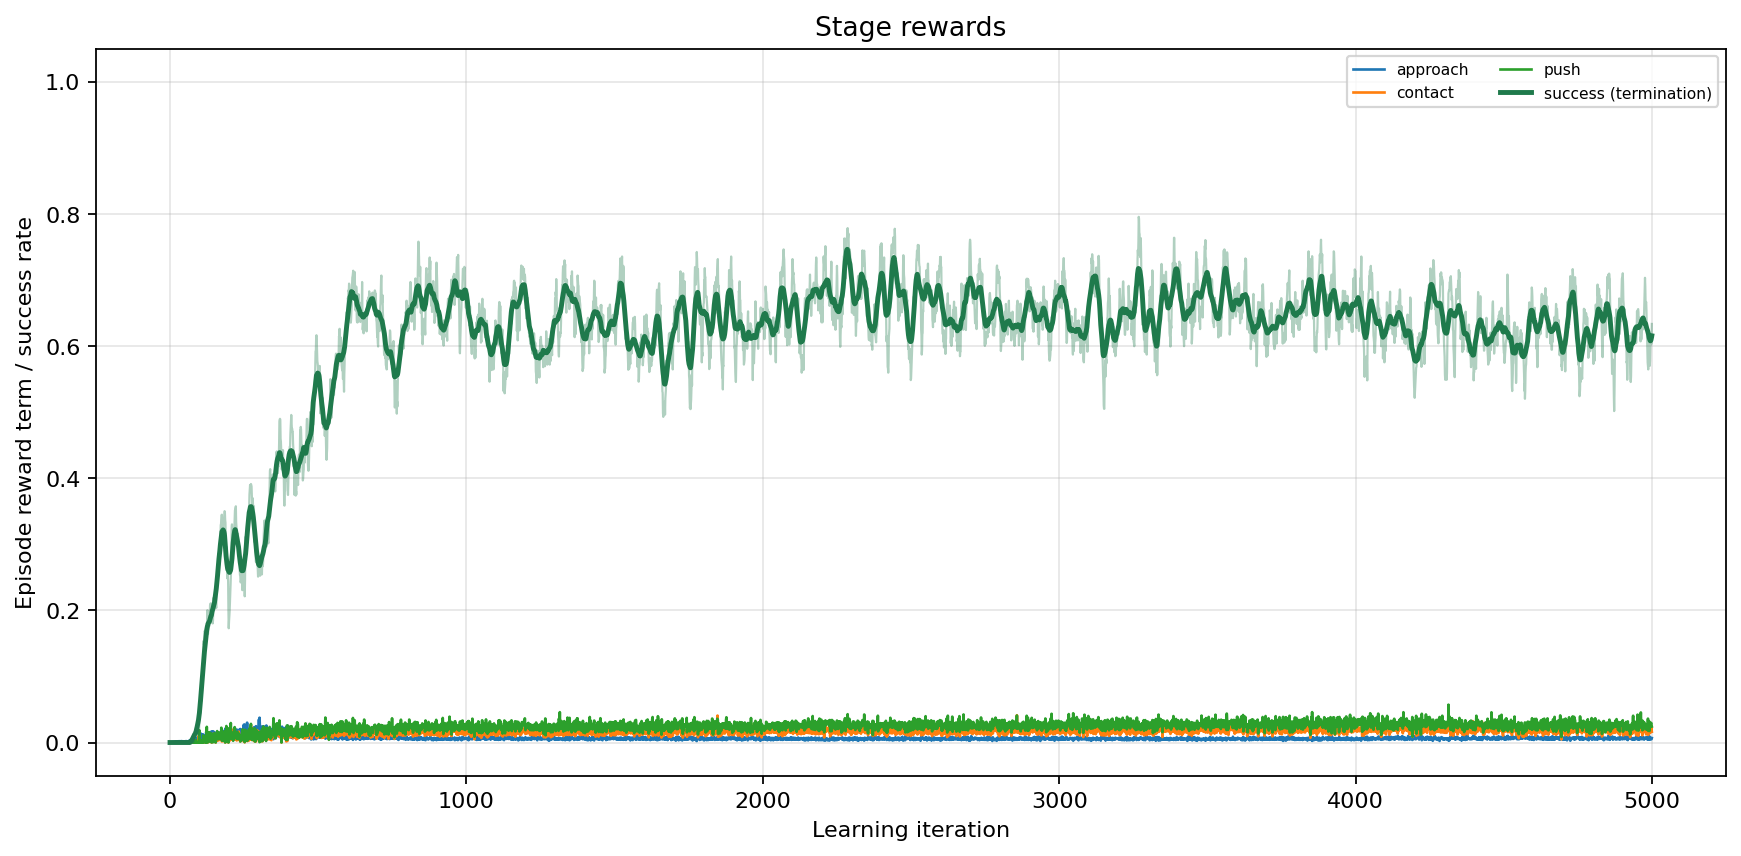 Stage rewards
approach
contact
push
success (termination)
Episode reward term / success rate
1.0
0.8
0.6
0.4
0.2
0.0
0 1000 2000 3000 4000 5000
Learning iteration